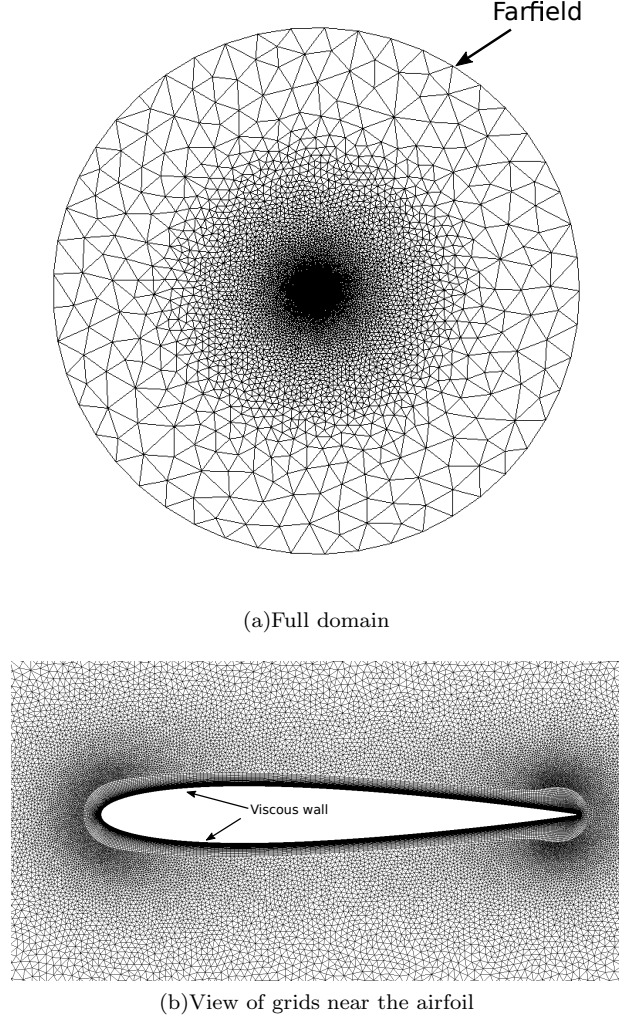 Farfield
(a)Full domain
Viscous wall
(b)View of grids near the airfoil